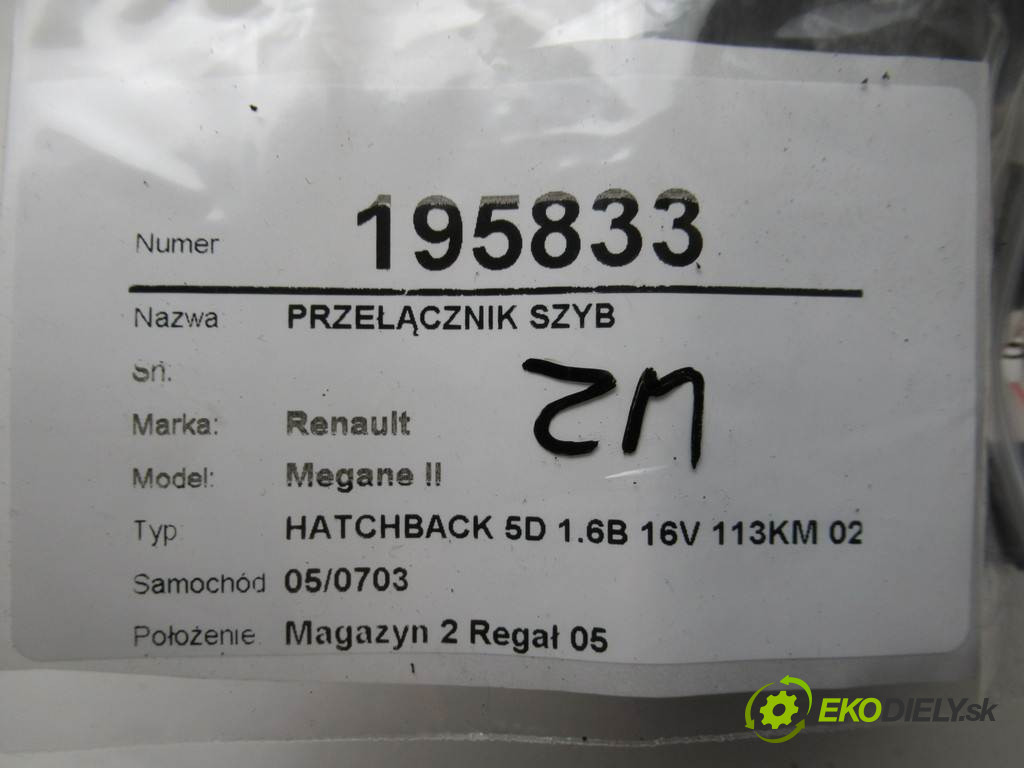 Numer 195833
Nazwa PRZEŁĄCZNIK SZYB
Sn.
Marka: Renault
Model: Megane II
Typ HATCHBACK 5D 1.6B 16V 113KM 02
Samochód 05/0703
Położenie Magazyn 2 Regał 05
EKODIELY.sk